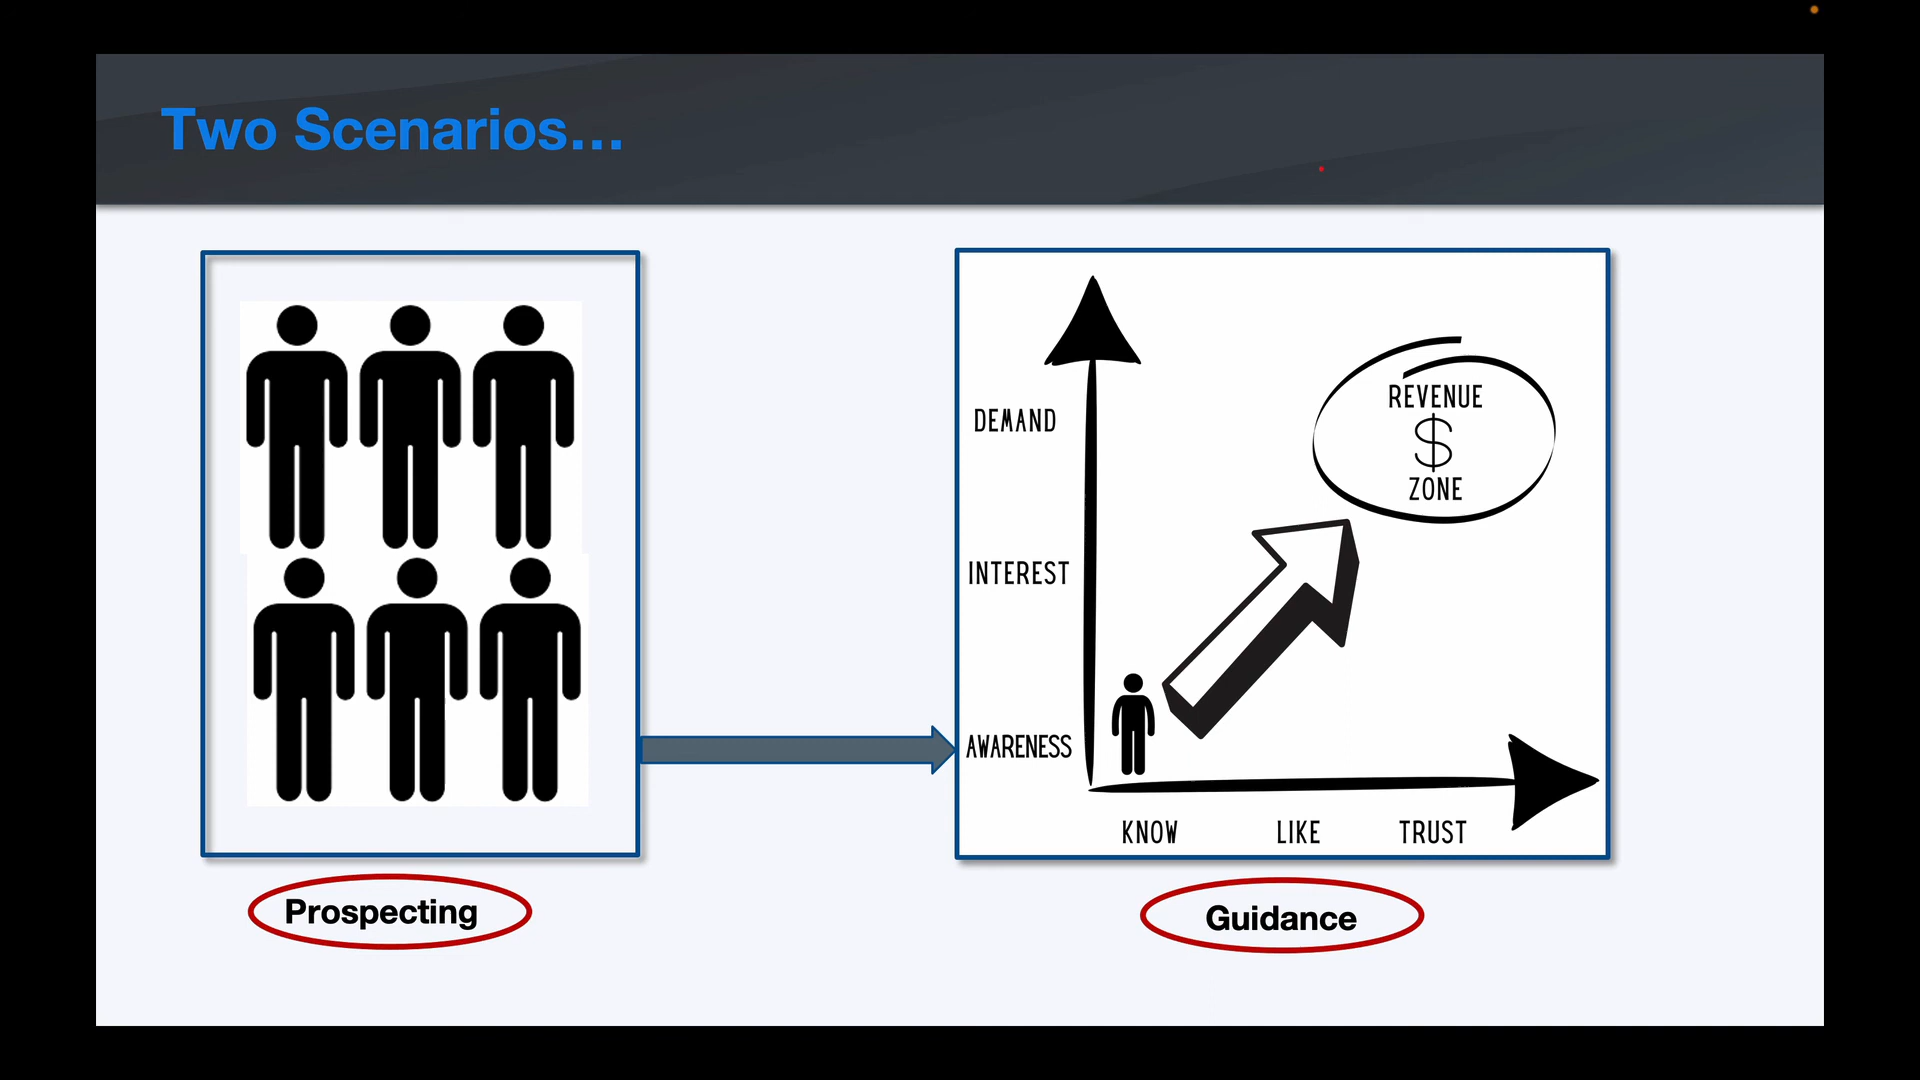 Two Scenarios...
DEMAND
INTEREST
AWARENESS
REVENUE
$
ZONE
KNOW LIKE TRUST
Prospecting
Guidance